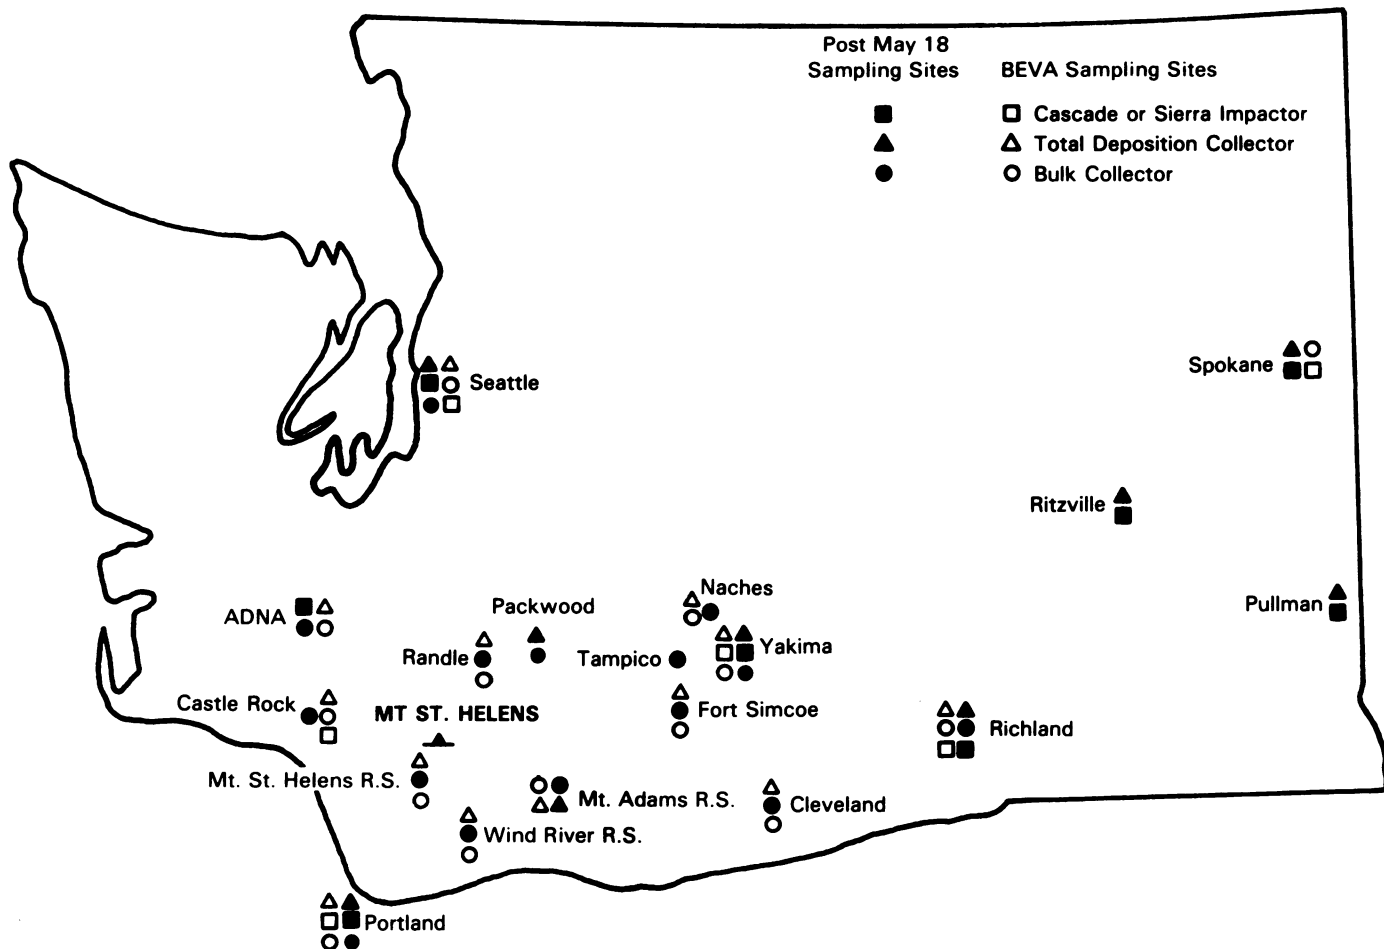 Post May 18
Sampling Sites
BEVA Sampling Sites
Cascade or Sierra Impactor
Total Deposition Collector
Bulk Collector
Seattle
Spokane
Ritzville
Naches
Packwood
Pullman
ADNA
Yakima
Randle
Tampico
Castle Rock
MT ST. HELENS
Fort Simcoe
Richland
Mt. St. Helens R.S.
Mt. Adams R.S.
Cleveland
Wind River R.S.
Portland